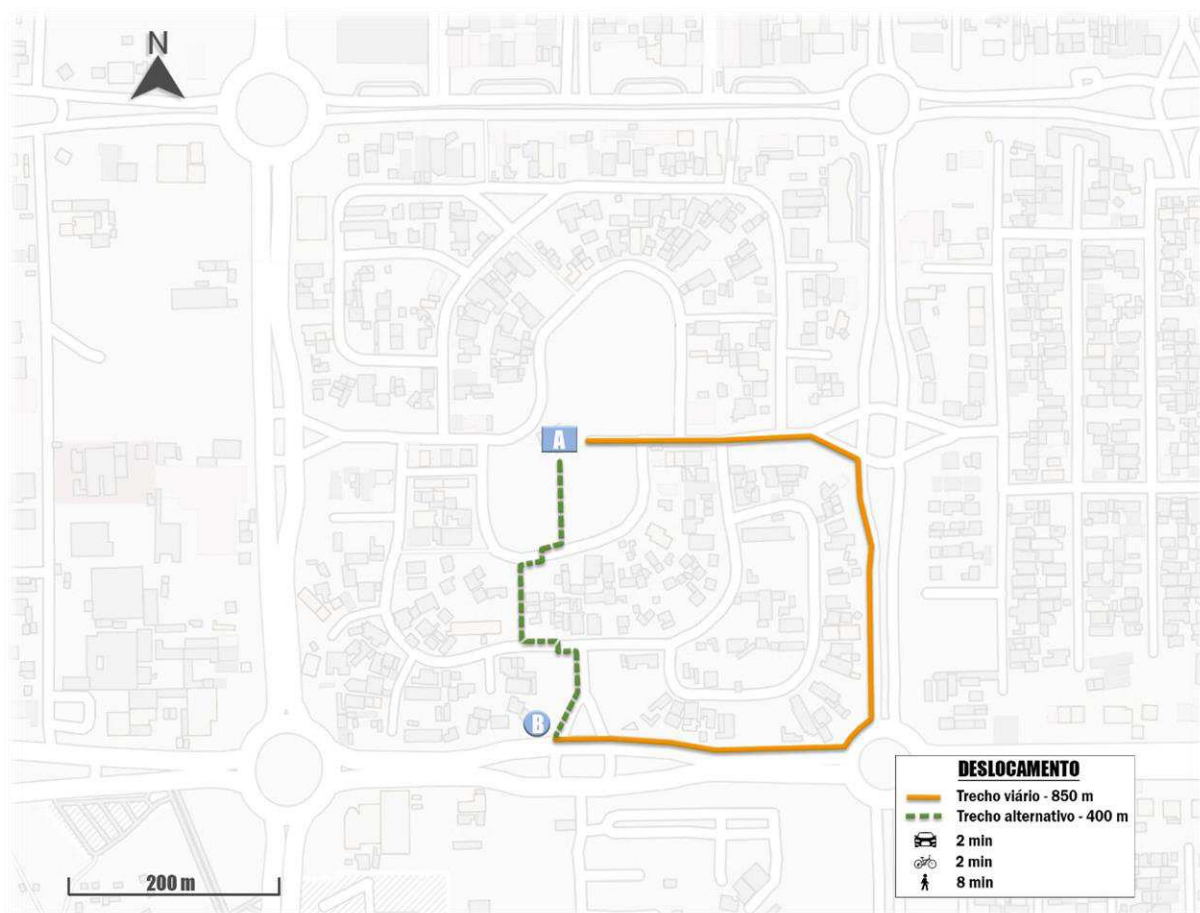 N
A
B
DESLOCAMENTO
Trecho viário - 850 m
Trecho alternativo - 400 m
2 min
2 min
8 min
200 m